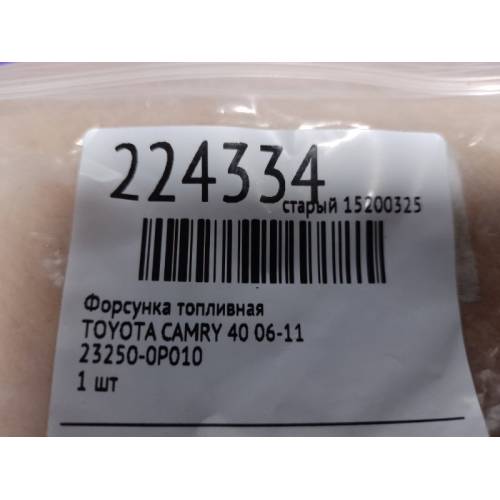 224334
старый 15200325
Форсунка топливная
TOYOTA CAMRY 40 06-11
23250-0P010
1 шт